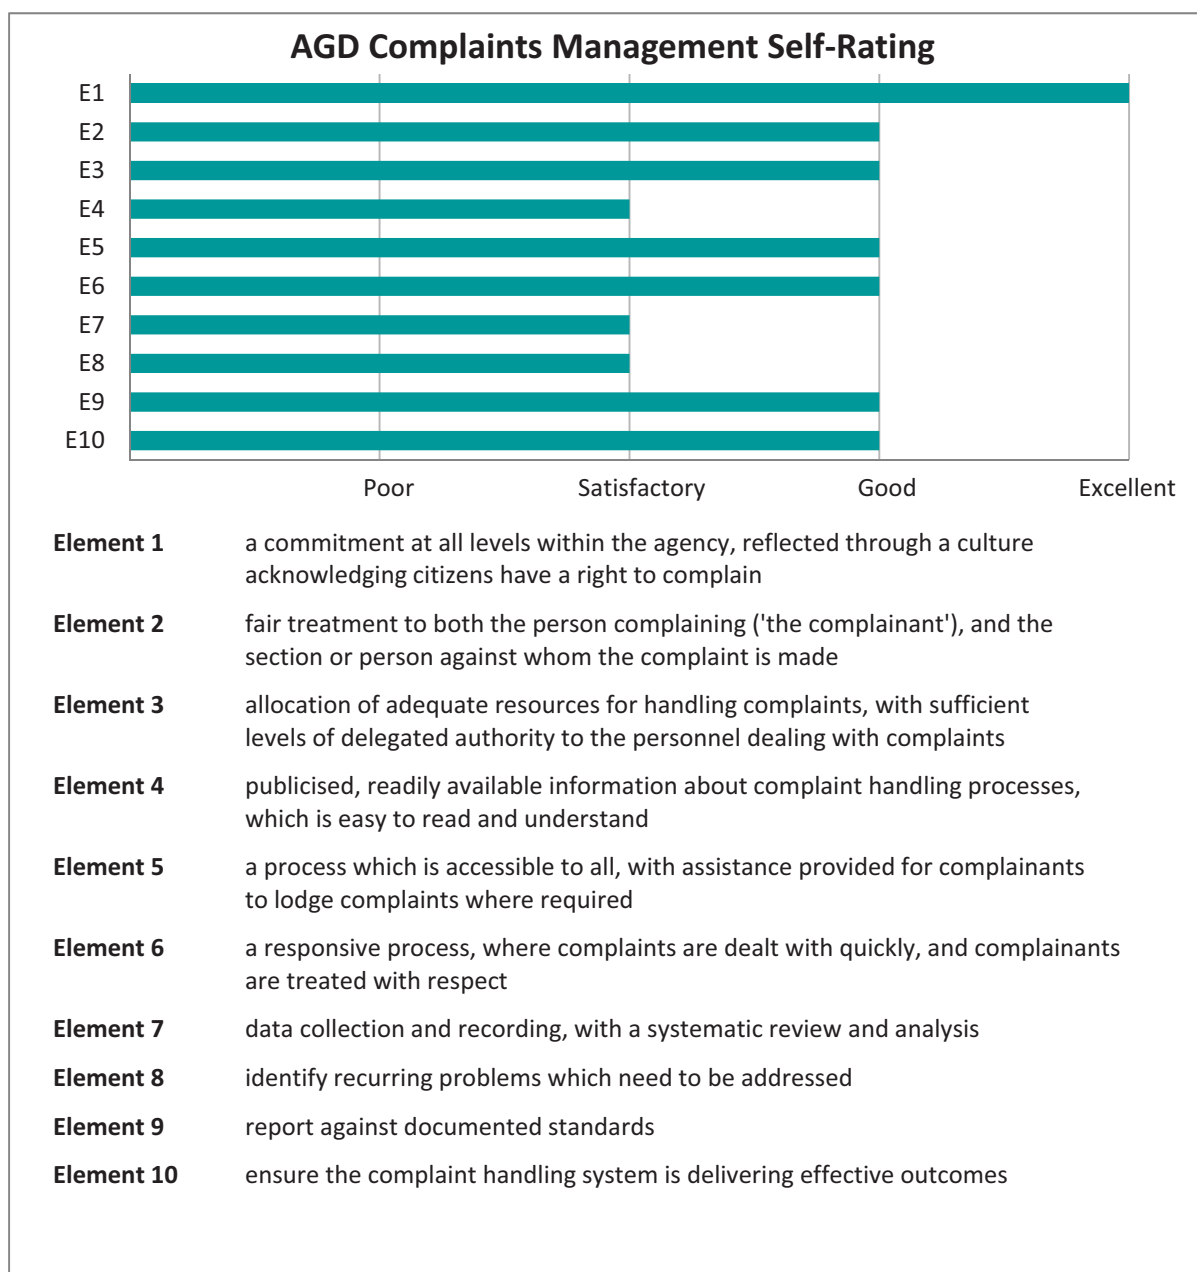 AGD Complaints Management Self-Rating
E1
E2
E3
E4
E5
E6
E7
E8
E9
E10
Poor Satisfactory Good Excellent
Element 1 a commitment at all levels within the agency, reflected through a culture
acknowledging citizens have a right to complain
Element 2 fair treatment to both the person complaining ('the complainant'), and the
section or person against whom the complaint is made
Element 3 allocation of adequate resources for handling complaints, with sufficient
levels of delegated authority to the personnel dealing with complaints
Element 4 publicised, readily available information about complaint handling processes,
which is easy to read and understand
Element 5 a process which is accessible to all, with assistance provided for complainants
to lodge complaints where required
Element 6 a responsive process, where complaints are dealt with quickly, and complainants
are treated with respect
Element 7 data collection and recording, with a systematic review and analysis
Element 8 identify recurring problems which need to be addressed
Element 9 report against documented standards
Element 10 ensure the complaint handling system is delivering effective outcomes